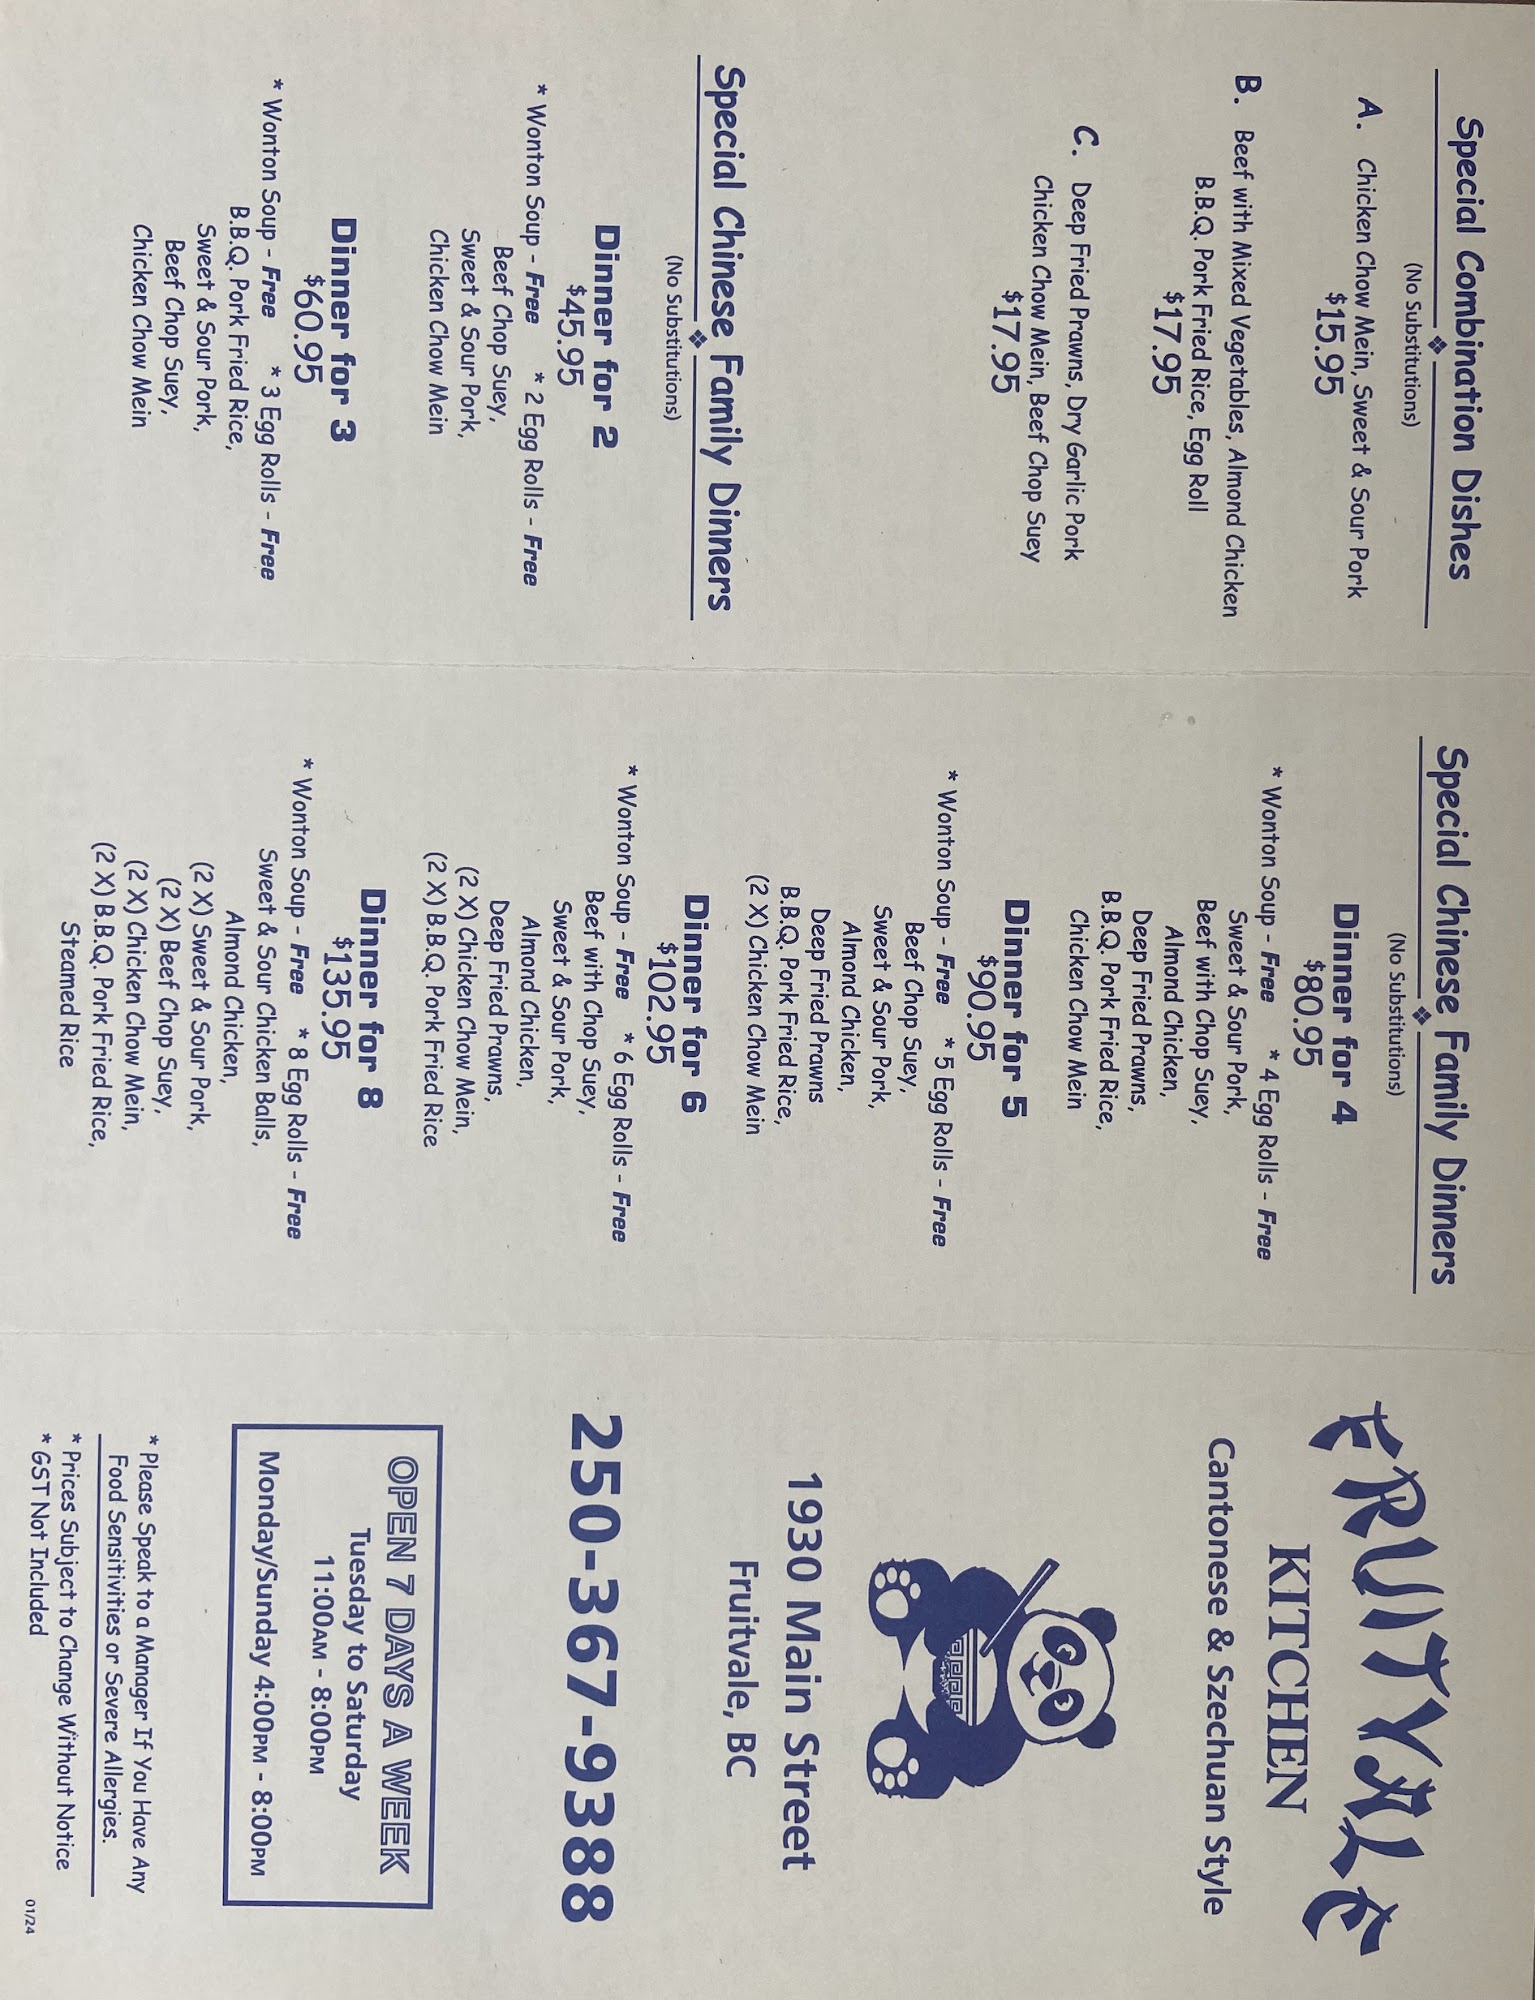 Special Combination Dishes
(No Substitutions)
A. Chicken Chow Mein, Sweet & Sour Pork
$15.95
B. Beef with Mixed Vegetables, Almond Chicken
B.B.Q. Pork Fried Rice, Egg Roll
$17.95
C. Deep Fried Prawns, Dry Garlic Pork
Chicken Chow Mein, Beef Chop Suey
$17.95
Special Chinese Family Dinners
(No Substitutions)
Dinner for 2
$45.95
* Wonton Soup - Free * 2 Egg Rolls - Free
Beef Chop Suey,
Sweet & Sour Pork,
Chicken Chow Mein
Dinner for 3
$60.95
* Wonton Soup - Free * 3 Egg Rolls - Free
B.B.Q. Pork Fried Rice,
Sweet & Sour Pork,
Beef Chop Suey,
Chicken Chow Mein
Special Chinese Family Dinners
(No Substitutions)
Dinner for 4
$80.95
* Wonton Soup - Free * 4 Egg Rolls - Free
Sweet & Sour Pork,
Beef with Chop Suey,
Almond Chicken,
Deep Fried Prawns,
B.B.Q. Pork Fried Rice,
Chicken Chow Mein
Dinner for 5
$90.95
* Wonton Soup - Free * 5 Egg Rolls - Free
Beef Chop Suey,
Sweet & Sour Pork,
Almond Chicken,
Deep Fried Prawns
B.B.Q. Pork Fried Rice,
(2 X) Chicken Chow Mein
Dinner for 6
$102.95
* Wonton Soup - Free * 6 Egg Rolls - Free
Beef with Chop Suey,
Sweet & Sour Pork,
Almond Chicken,
Deep Fried Prawns,
(2 X) Chicken Chow Mein,
(2 X) B.B.Q. Pork Fried Rice
Dinner for 8
$135.95
* Wonton Soup - Free * 8 Egg Rolls - Free
Sweet & Sour Chicken Balls,
Almond Chicken,
(2 X) Sweet & Sour Pork,
(2 X) Beef Chop Suey,
(2 X) Chicken Chow Mein,
(2 X) B.B.Q. Pork Fried Rice,
Steamed Rice
FRUITVALE
KITCHEN
Cantonese & Szechuan Style
1930 Main Street
Fruitvale, BC
250-367-9388
OPEN 7 DAYS A WEEK
Tuesday to Saturday
11:00AM - 8:00PM
Monday/Sunday 4:00PM - 8:00PM
* Please Speak to a Manager If You Have Any
Food Sensitivities or Severe Allergies.
* Prices Subject to Change Without Notice
* GST Not Included
01/24